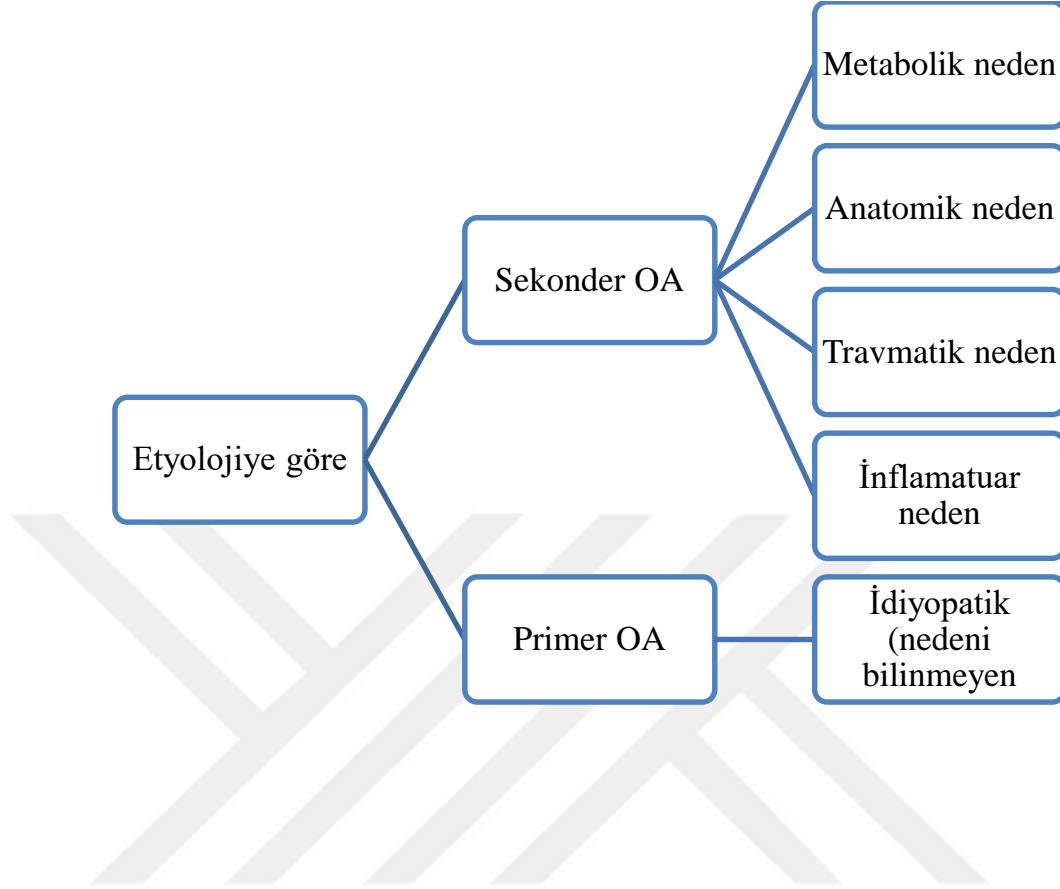 Metabolik neden
Anatomik neden
Sekonder OA
Travmatik neden
Etyolojiye göre
İnflamatuar
neden
Primer OA
İdiyopatik
(nedeni
bilinmeyen